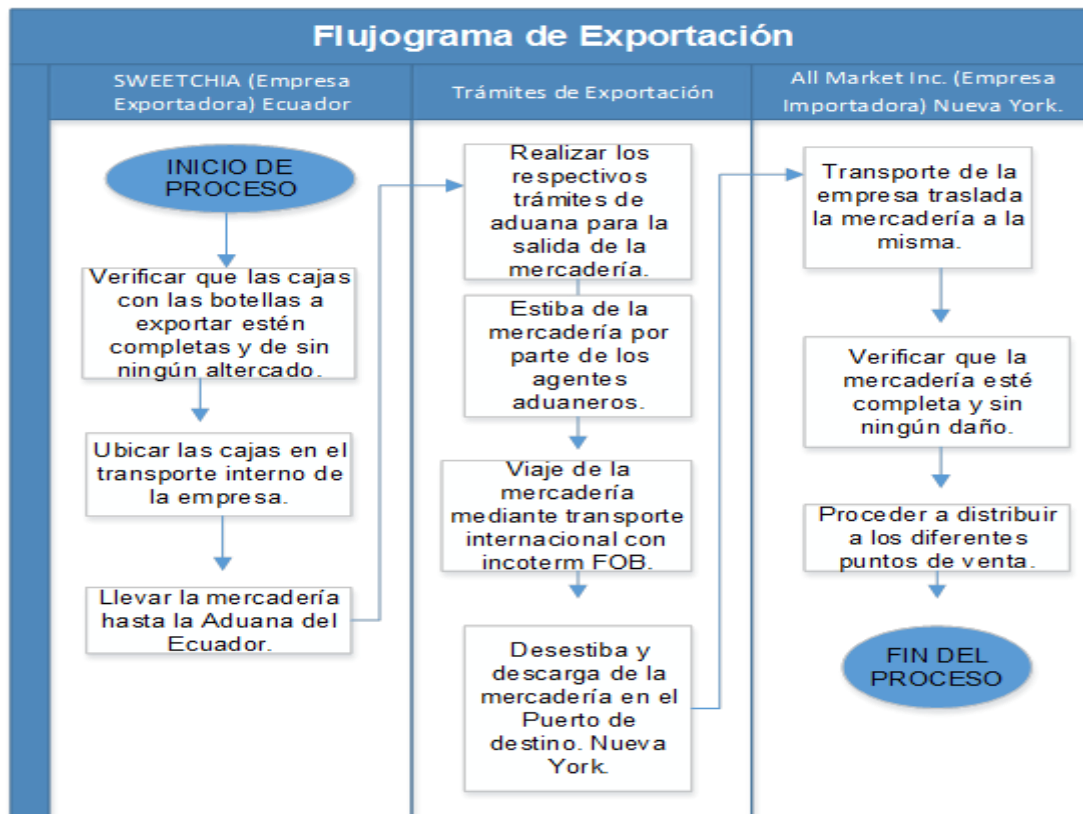 Flujograma de Exportación
SWEETCHIA (Empresa
Exportadora) Ecuador
INICIO DE
PROCESO
Verificar que las cajas
con las botellas a
exportar estén
completas y de sin
ningún altercado.
Ubicar las cajas en el
transporte interno de
la empresa.
Llevar la mercadería
hasta la Aduana del
Ecuador.
Trámites de Exportación
Realizar los
respectivos
trámites de
aduana para la
salida de la
mercadería.
Estiba de la
mercadería por
parte de los
agentes
aduaneros.
Viaje de la
mercadería
mediante transporte
internacional con
incoterm FOB.
Desestiba y
descarga de la
mercadería en el
Puerto de
destino. Nueva
York.
All Market Inc. (Empresa
Importadora) Nueva York.
Transporte de la
empresa traslada
la mercadería a la
misma.
Verificar que la
mercadería esté
completa y sin
ningún daño.
Proceder a distribuir
a los diferentes
puntos de venta.
FIN DEL
PROCESO